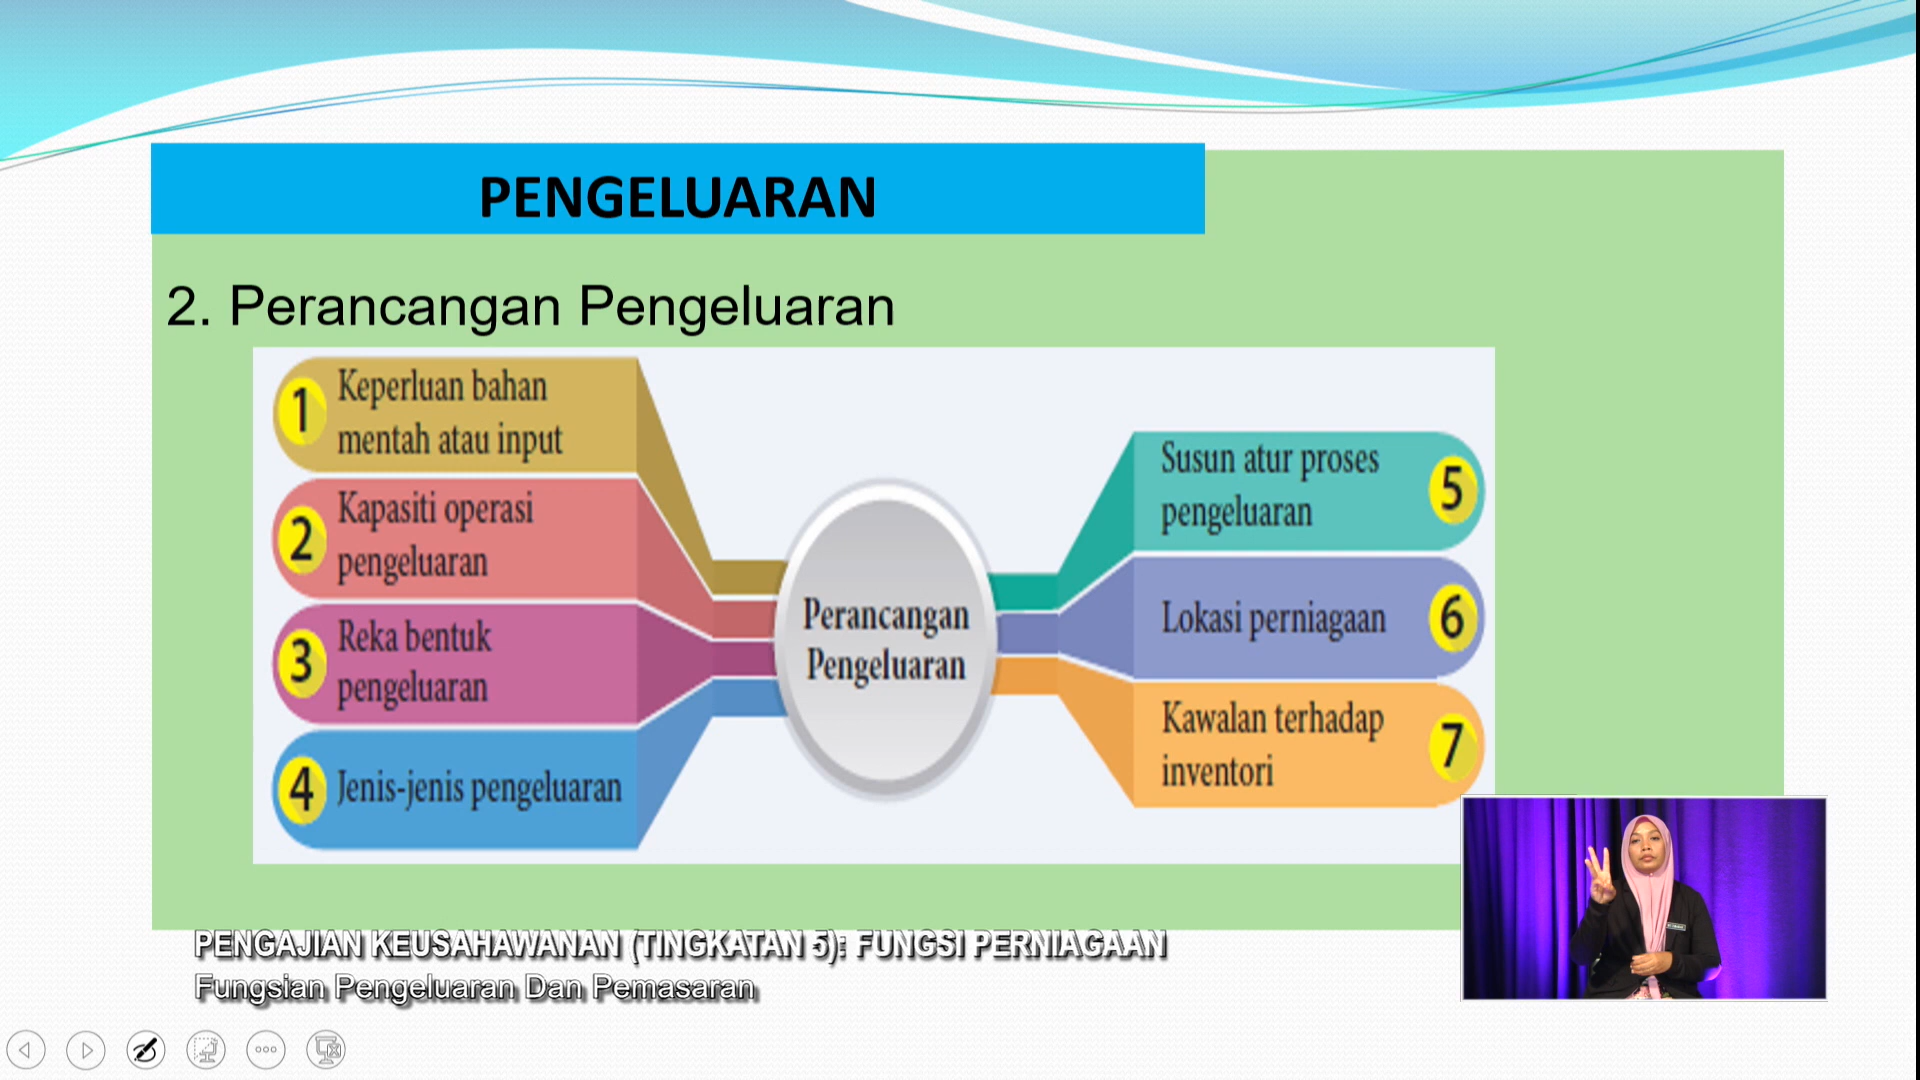 PENGELUARAN
2. Perancangan Pengeluaran
1
Keperluan bahan
mentah atau input
2
Kapasiti operasi
pengeluaran
3
Reka bentuk
pengeluaran
4
Jenis-jenis pengeluaran
Perancangan
Pengeluaran
Susun atur proses
pengeluaran
5
Lokasi perniagaan
6
Kawalan terhadap
inventori
7
PENGAJIAN KEUSAHAWANAN (TINGKATAN 5): FUNGSI PERNIAGAAN
Fungsian Pengeluaran Dan Pemasaran